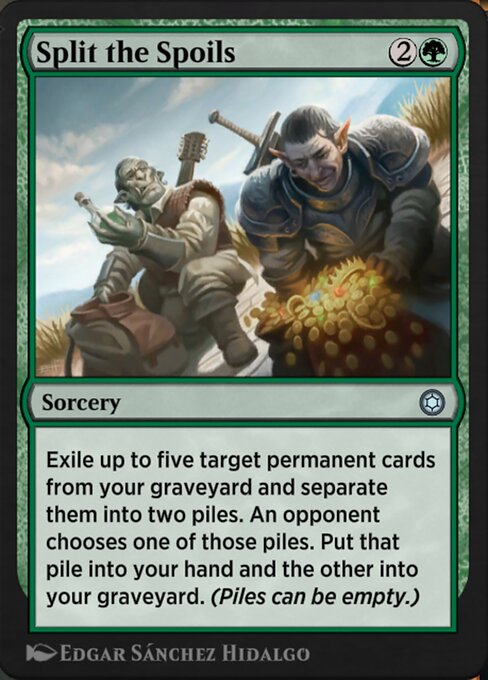 Split the Spoils 2
Sorcery
Exile up to five target permanent cards
from your graveyard and separate
them into two piles. An opponent
chooses one of those piles. Put that
pile into your hand and the other into
your graveyard. (Piles can be empty.)
Edgar Sánchez Hidalgo